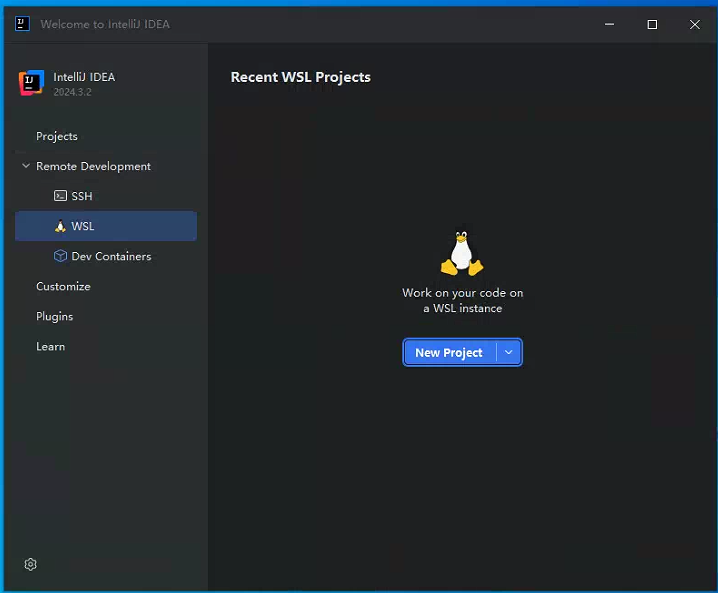 Welcome to IntelliJ IDEA
IntelliJ IDEA
2024.3.2
Projects
Remote Development
SSH
WSL
Dev Containers
Customize
Plugins
Learn
Recent WSL Projects
Work on your code on
a WSL instance
New Project